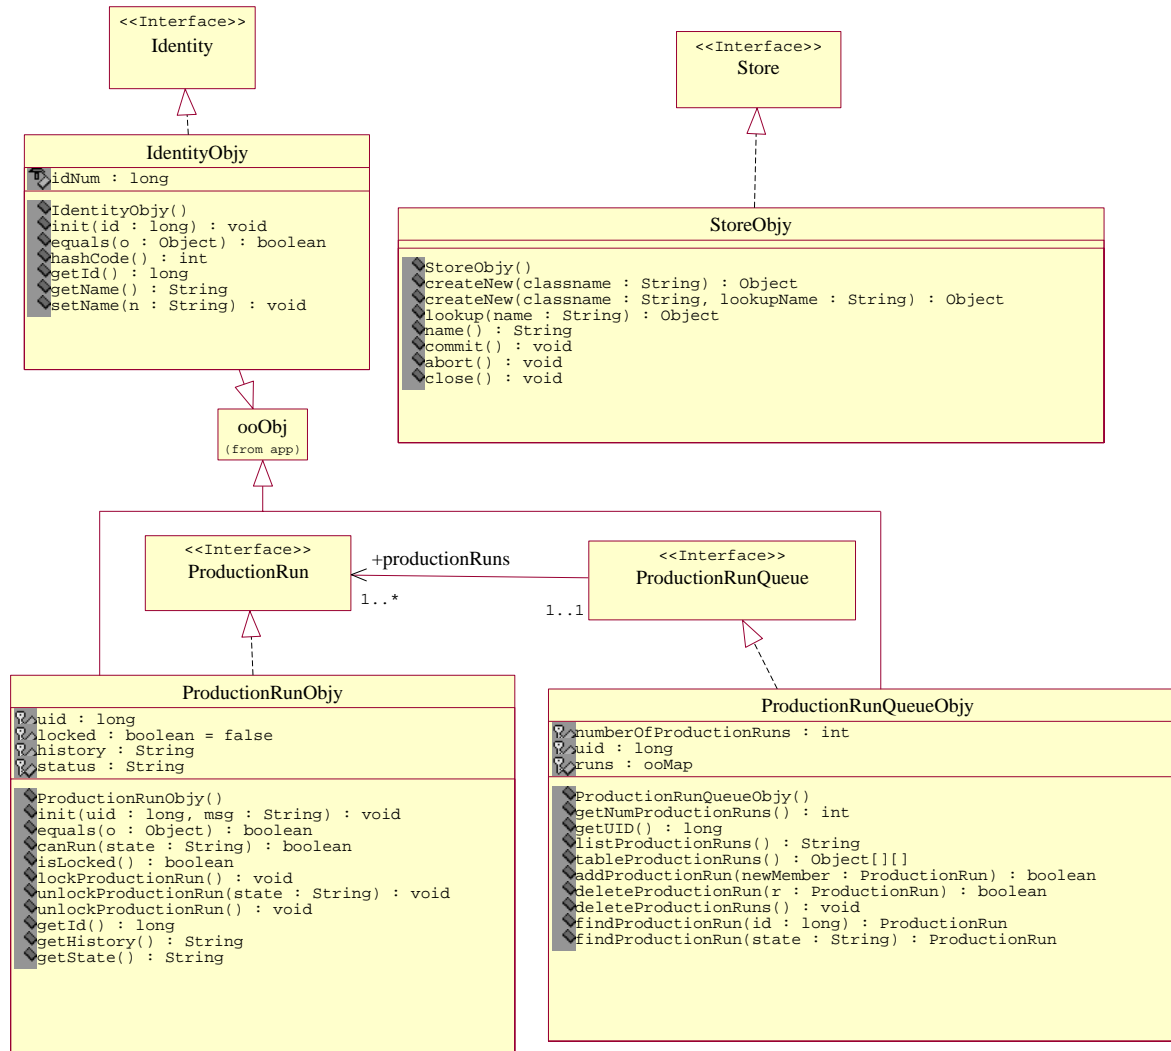 <<Interface>>
Identity
<<Interface>>
Store
IdentityObjy
idNum : long
IdentityObjy()
init(id : long) : void
equals(o : Object) : boolean
hashCode() : int
getId() : long
getName() : String
setName(n : String) : void
StoreObjy
StoreObjy()
createNew(classname : String) : Object
createNew(classname : String, lookupName : String) : Object
lookup(name : String) : Object
name() : String
commit() : void
abort() : void
close() : void
ooObj
(from app)
<<Interface>>
ProductionRun
+productionRuns
1..*
1..1
<<Interface>>
ProductionRunQueue
ProductionRunObjy
uid : long
locked : boolean = false
history : String
status : String
ProductionRunObjy()
init(uid : long, msg : String) : void
equals(o : Object) : boolean
canRun(state : String) : boolean
isLocked() : boolean
lockProductionRun() : void
unlockProductionRun(state : String) : void
unlockProductionRun() : void
getId() : long
getHistory() : String
getState() : String
ProductionRunQueueObjy
numberOfProductionRuns : int
uid : long
runs : ooMap
ProductionRunQueueObjy()
getNumProductionRuns() : int
getUID() : long
listProductionRuns() : String
tableProductionRuns() : Object[][]
addProductionRun(newMember : ProductionRun) : boolean
deleteProductionRun(r : ProductionRun) : boolean
deleteProductionRuns() : void
findProductionRun(id : long) : ProductionRun
findProductionRun(state : String) : ProductionRun